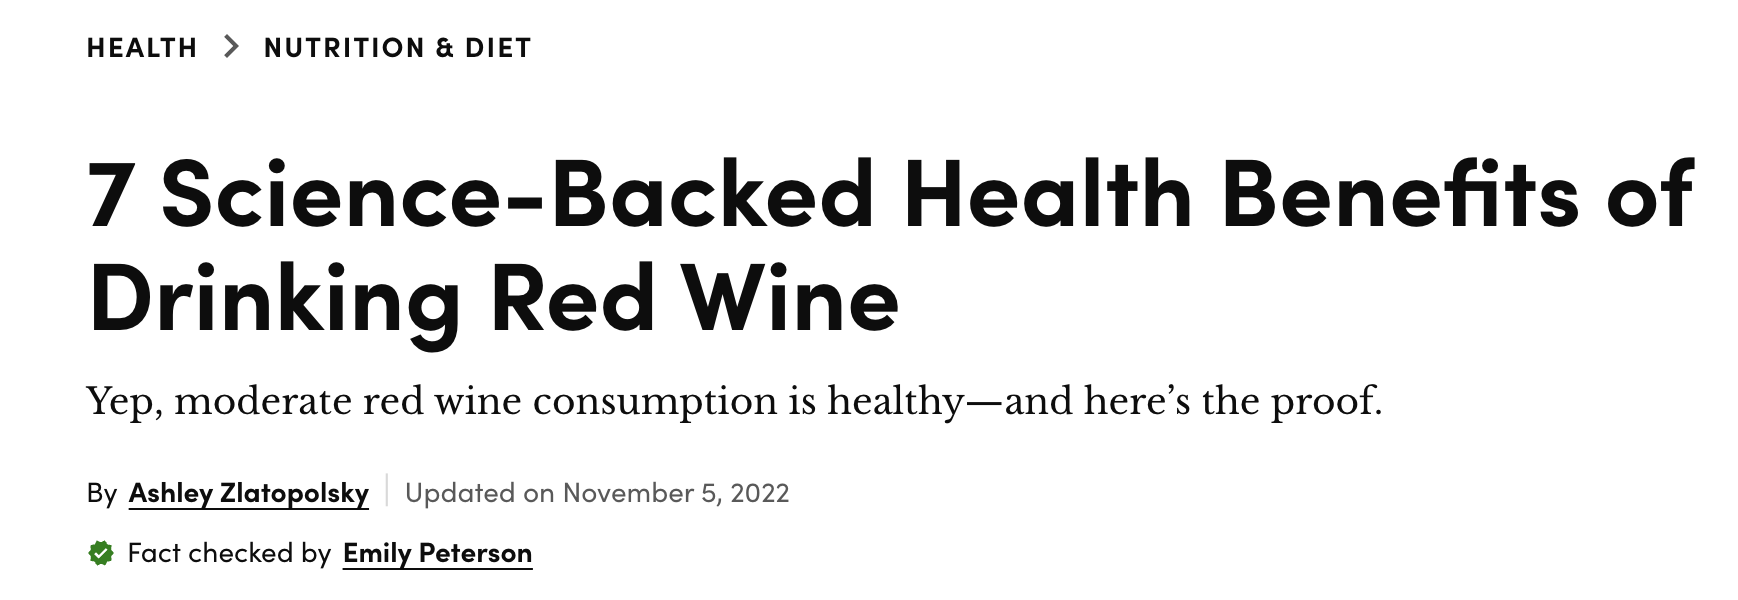 HEALTH > NUTRITION & DIET
7 Science-Backed Health Benefits of
Drinking Red Wine
Yep, moderate red wine consumption is healthy—and here’s the proof.
By Ashley Zlatopolsky | Updated on November 5, 2022
Fact checked by Emily Peterson